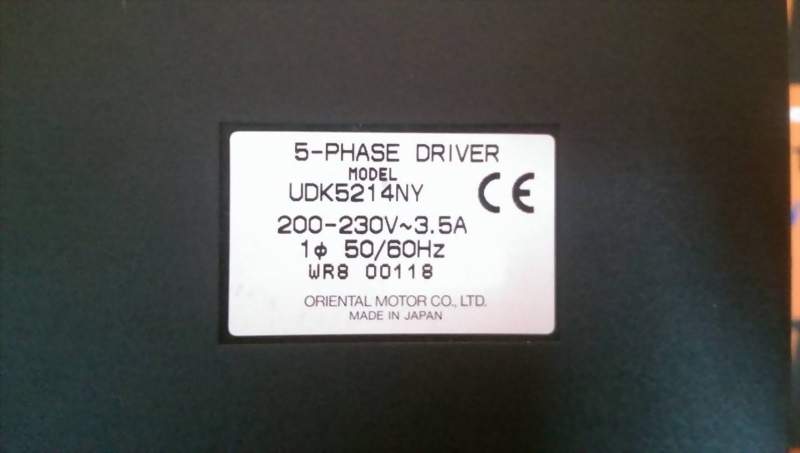 5-PHASE DRIVER
MODEL
UDK5214NY
CE
200-230V~3.5A
1ϕ 50/60Hz
WR8 00118
ORIENTAL MOTOR CO., LTD.
MADE IN JAPAN